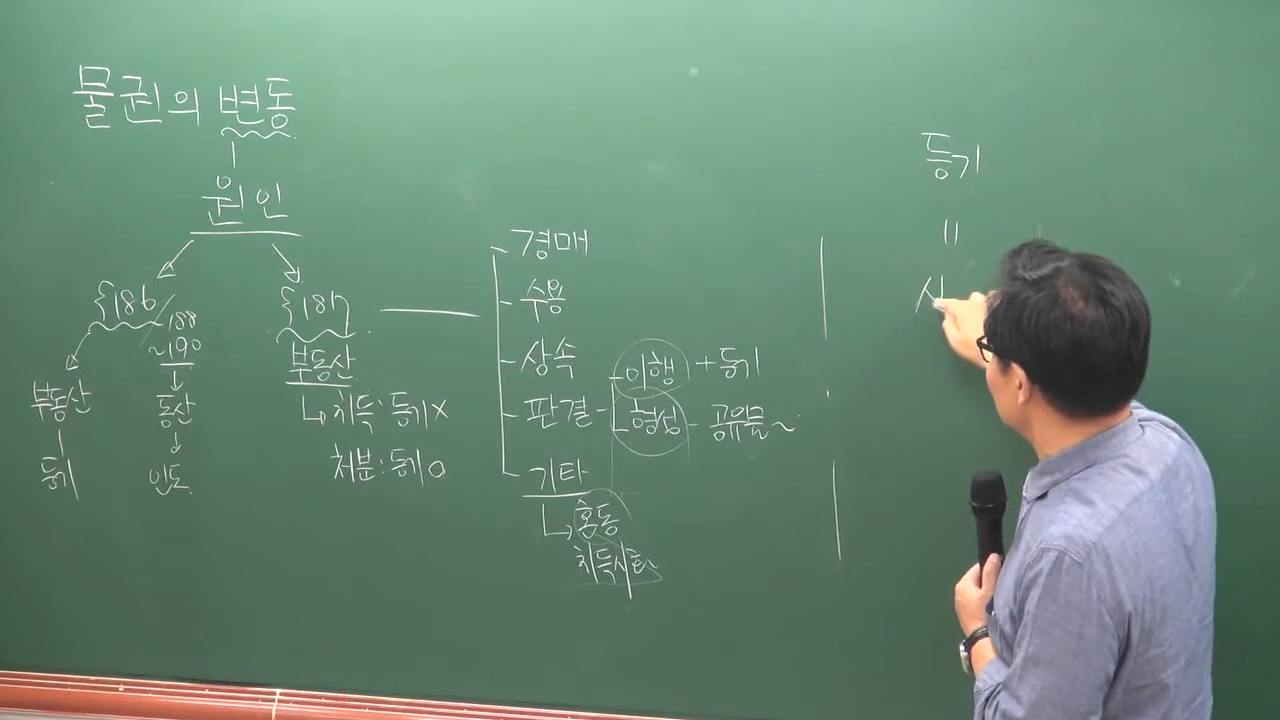 물권의 변동
원인
§186
/188
~190
부동산
등기
동산
인도
§187
부동산
↳ 취득: 등기 x
처분: 등기 o
경매
수용
상속
판결 - 이행 + 등기
형성 - 공유물~
기타
↳ 혼동
취득시효
등기
=